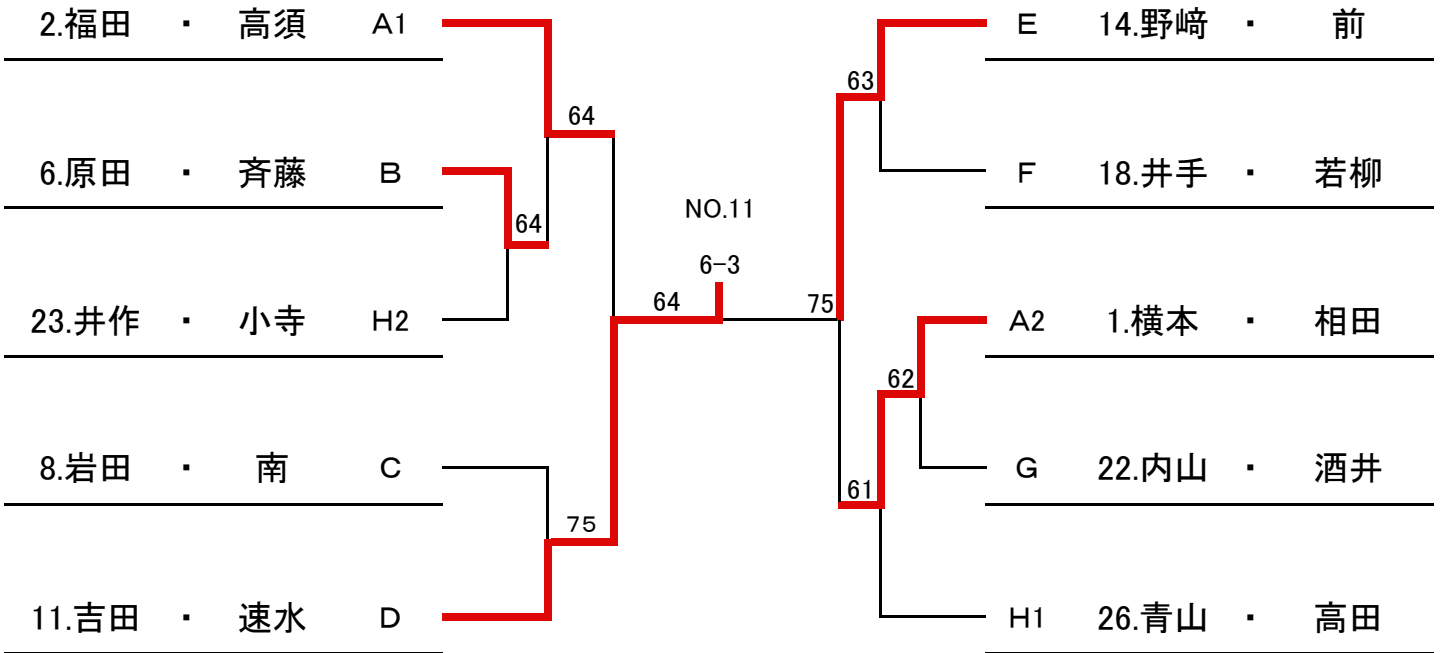 2.福田 ・ 高須 A1
64
6.原田 ・ 斉藤 B
64
23.井作 ・ 小寺 H2
8.岩田 ・ 南 C
75
11.吉田 ・ 速水 D
64
NO.11
6-3
75
E 14.野﨑 ・ 前
63
F 18.井手 ・ 若柳
A2 1.横本 ・ 相田
62
G 22.内山 ・ 酒井
61
H1 26.青山 ・ 高田